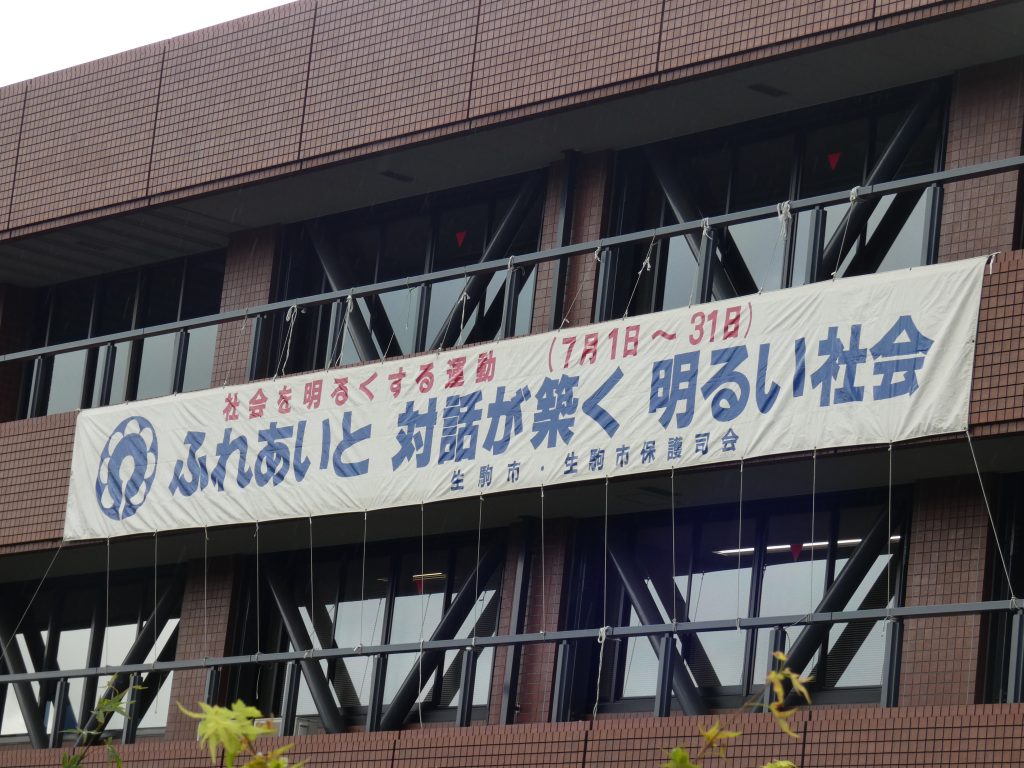 社会を明るくする運動 (7月1日～31日)
ふれあいと 対話が築く 明るい社会
生駒市・生駒市保護司会